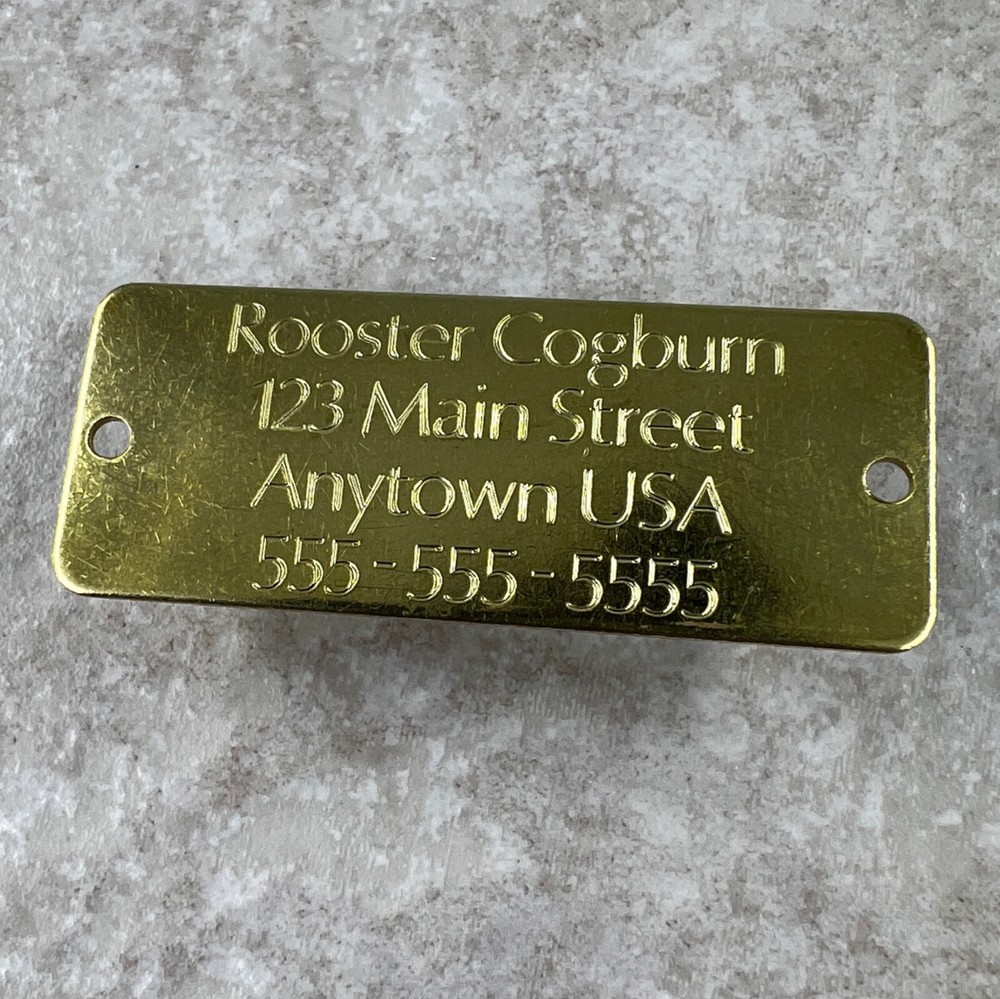 Rooster Cogburn
123 Main Street
Anytown USA
555 - 555 - 5555